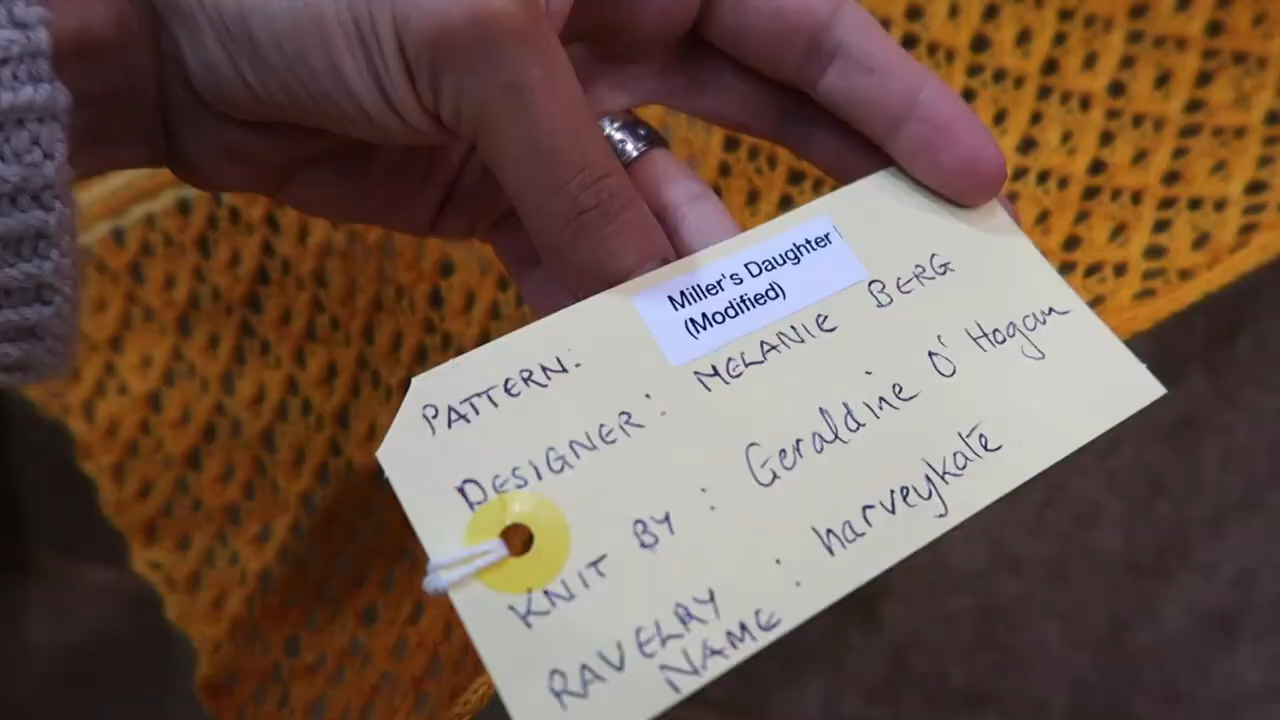 PATTERN: Miller's Daughter
(Modified)
DESIGNER: MELANIE BERG
KNIT BY: Geraldine O'Hogan
RAVELRY NAME: harveykate